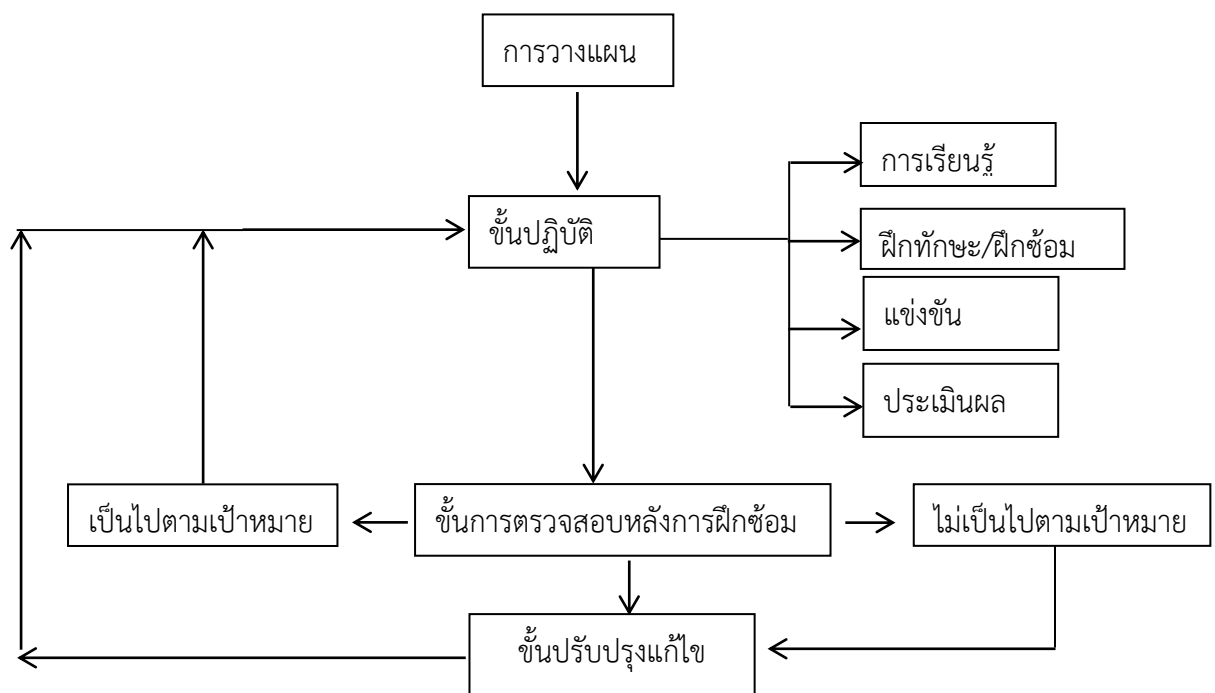 การวางแผน
การเรียนรู้
ขั้นปฏิบัติ
ฝึกทักษะ/ฝึกซ้อม
แข่งขัน
ประเมินผล
เป็นไปตามเป้าหมาย
ขั้นการตรวจสอบหลังการฝึกซ้อม
ไม่เป็นไปตามเป้าหมาย
ขั้นปรับปรุงแก้ไข